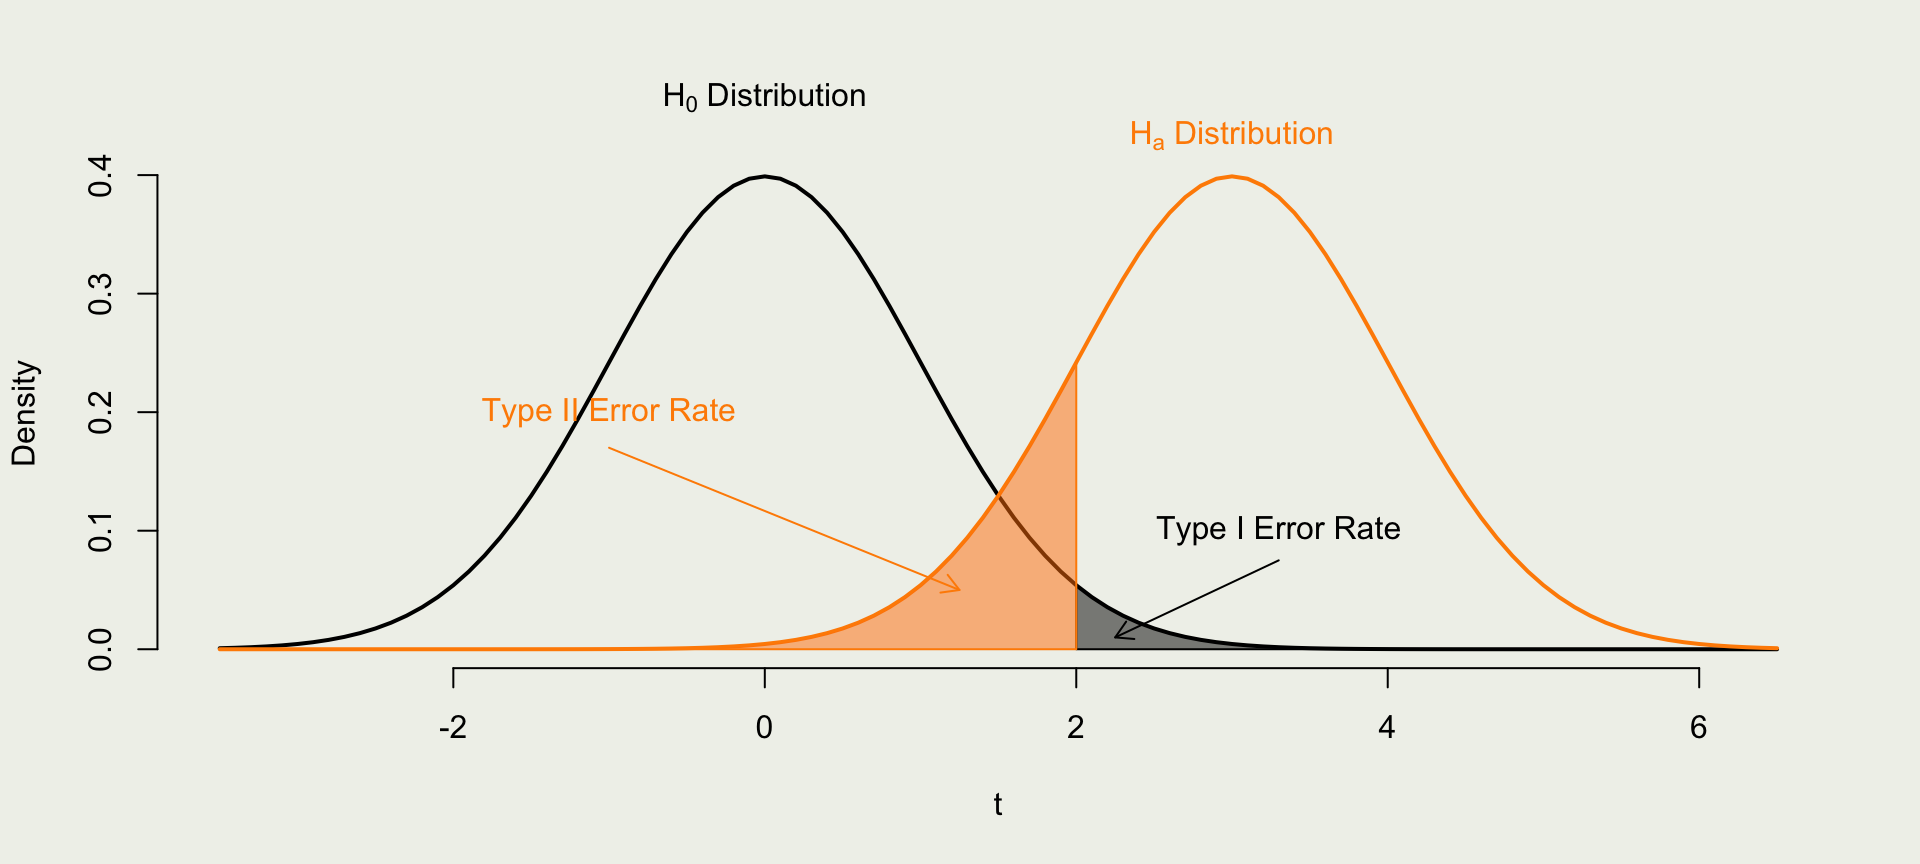 H₀ Distribution
Hₐ Distribution
Density
0.4
0.3
0.2
0.1
0.0
Type II Error Rate
Type I Error Rate
-2 0 2 4 6
t